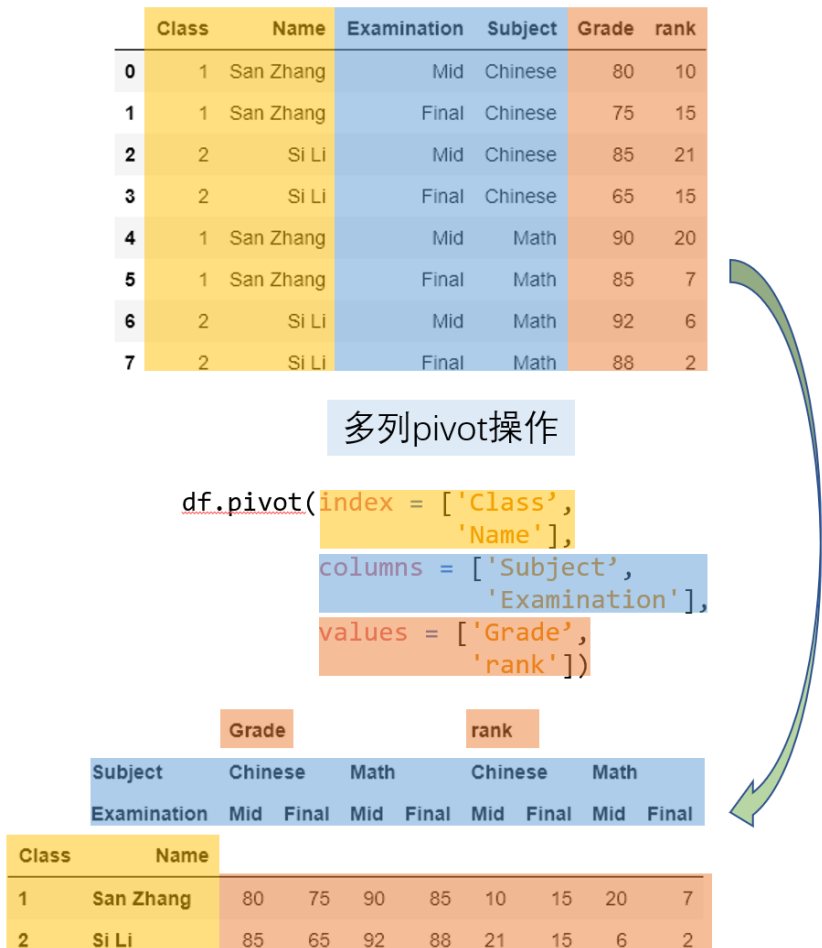 Class Name Examination Subject Grade rank
0 1 San Zhang Mid Chinese 80 10
1 1 San Zhang Final Chinese 75 15
2 2 Si Li Mid Chinese 85 21
3 2 Si Li Final Chinese 65 15
4 1 San Zhang Mid Math 90 20
5 1 San Zhang Final Math 85 7
6 2 Si Li Mid Math 92 6
7 2 Si Li Final Math 88 2
多列pivot操作
df.pivot(index = ['Class’,
'Name'],
columns = ['Subject’,
'Examination'],
values = ['Grade’,
'rank'])
Grade rank
Subject Chinese Math Chinese Math
Examination Mid Final Mid Final Mid Final Mid Final
Class Name
1 San Zhang 80 75 90 85 10 15 20 7
2 Si Li 85 65 92 88 21 15 6 2